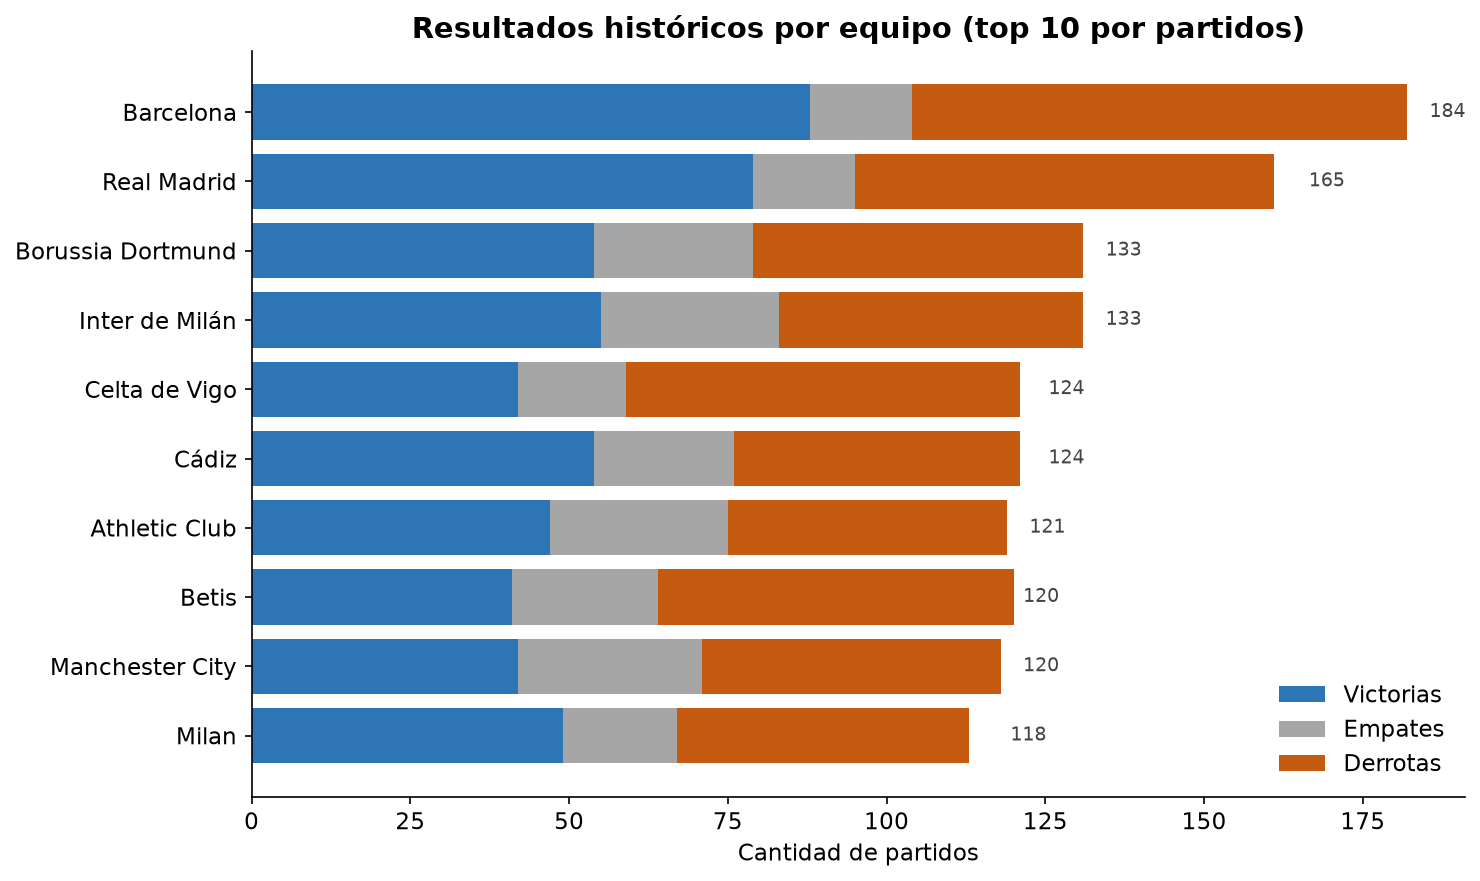 Resultados históricos por equipo (top 10 por partidos)
Barcelona 184
Real Madrid 165
Borussia Dortmund 133
Inter de Milán 133
Celta de Vigo 124
Cádiz 124
Athletic Club 121
Betis 120
Manchester City 120
Milan 118
Victorias
Empates
Derrotas
0 25 50 75 100 125 150 175
Cantidad de partidos